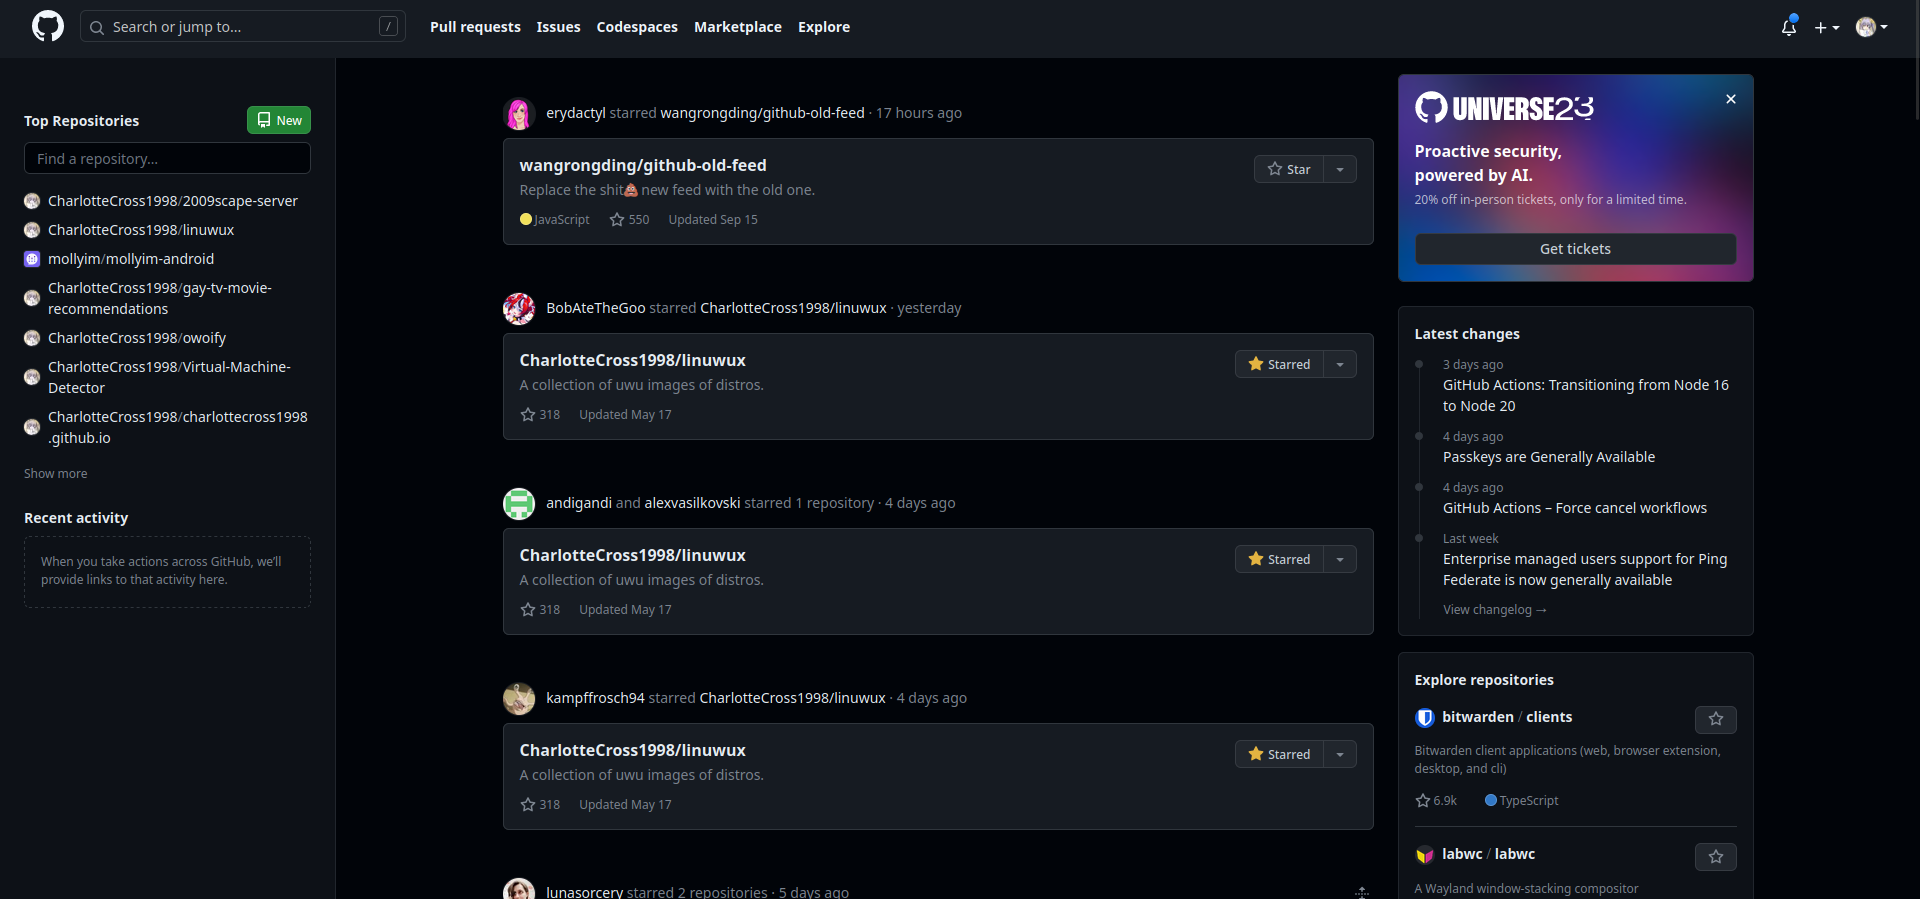 Search or jump to...
/
Pull requests
Issues
Codespaces
Marketplace
Explore
Top Repositories
New
Find a repository...
CharlotteCross1998/2009scape-server
CharlotteCross1998/linuwux
mollyim/mollyim-android
CharlotteCross1998/gay-tv-movie-
recommendations
CharlotteCross1998/owoify
CharlotteCross1998/Virtual-Machine-
Detector
CharlotteCross1998/charlottecross1998
.github.io
Show more
Recent activity
When you take actions across GitHub, we’ll
provide links to that activity here.
erydactyl starred wangrongding/github-old-feed · 17 hours ago
wangrongding/github-old-feed
Star
Replace the shit💩 new feed with the old one.
JavaScript
550
Updated Sep 15
BobAteTheGoo starred CharlotteCross1998/linuwux · yesterday
CharlotteCross1998/linuwux
Starred
A collection of uwu images of distros.
318
Updated May 17
andigandi and alexvasilkovski starred 1 repository · 4 days ago
CharlotteCross1998/linuwux
Starred
A collection of uwu images of distros.
318
Updated May 17
kampffrosch94 starred CharlotteCross1998/linuwux · 4 days ago
CharlotteCross1998/linuwux
Starred
A collection of uwu images of distros.
318
Updated May 17
lunasorcery starred 2 repositories · 5 days ago
UNIVERSE23
Proactive security,
powered by AI.
20% off in-person tickets, only for a limited time.
Get tickets
Latest changes
3 days ago
GitHub Actions: Transitioning from Node 16
to Node 20
4 days ago
Passkeys are Generally Available
4 days ago
GitHub Actions – Force cancel workflows
Last week
Enterprise managed users support for Ping
Federate is now generally available
View changelog →
Explore repositories
bitwarden / clients
Bitwarden client applications (web, browser extension,
desktop, and cli)
6.9k
TypeScript
labwc / labwc
A Wayland window-stacking compositor